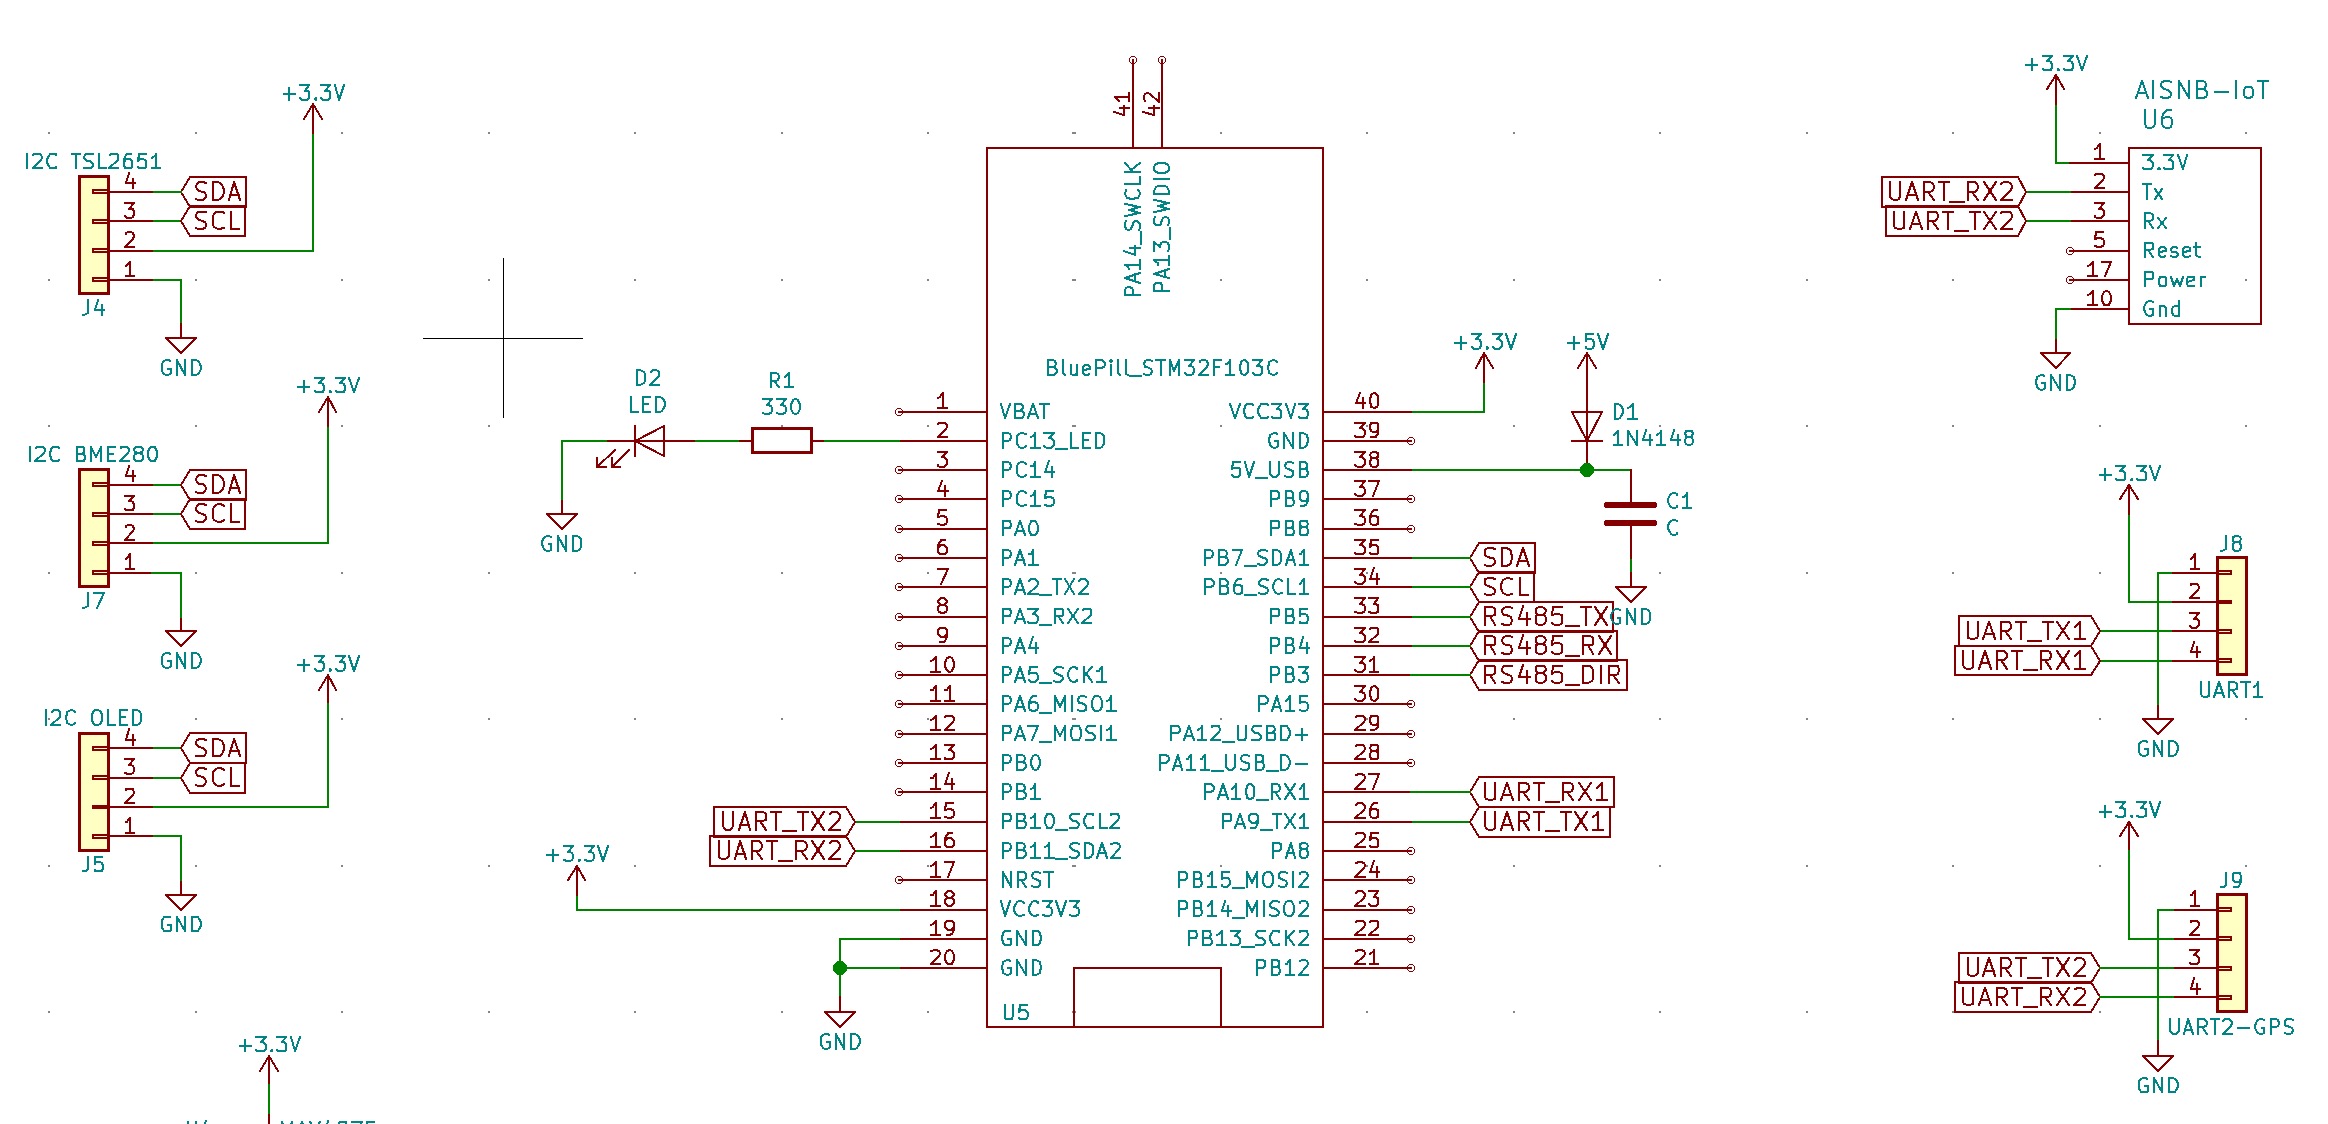 +3.3V
I2C TSL2651
4 SDA
3 SCL
2
1
J4
GND
+3.3V
I2C BME280
4 SDA
3 SCL
2
1
J7
GND
+3.3V
I2C OLED
4 SDA
3 SCL
2
1
J5
GND
+3.3V
D2
LED
R1
330
GND
UART_TX2
UART_RX2
+3.3V
GND
41 42
PA14_SWCLK
PA13_SWDIO
BluePill_STM32F103C
1 VBAT
2 PC13_LED
3 PC14
4 PC15
5 PA0
6 PA1
7 PA2_TX2
8 PA3_RX2
9 PA4
10 PA5_SCK1
11 PA6_MISO1
12 PA7_MOSI1
13 PB0
14 PB1
15 PB10_SCL2
16 PB11_SDA2
17 NRST
18 VCC3V3
19 GND
20 GND
U5
VCC3V3 40
GND 39
5V_USB 38
PB9 37
PB8 36
PB7_SDA1 35 SDA
PB6_SCL1 34 SCL
PB5 33 RS485_TX
PB4 32 RS485_RX
PB3 31 RS485_DIR
PA15 30
PA12_USBD+ 29
PA11_USB_D- 28
PA10_RX1 27 UART_RX1
PA9_TX1 26 UART_TX1
PA8 25
PB15_MOSI2 24
PB14_MISO2 23
PB13_SCK2 22
PB12 21
+3.3V
+5V
D1
1N4148
C1
C
GND
+3.3V
AISNB-IoT
U6
1 3.3V
UART_RX2 2 Tx
UART_TX2 3 Rx
5 Reset
17 Power
10 Gnd
GND
+3.3V
J8
1
2
UART_TX1 3
UART_RX1 4
UART1
GND
+3.3V
J9
1
2
UART_TX2 3
UART_RX2 4
UART2-GPS
GND